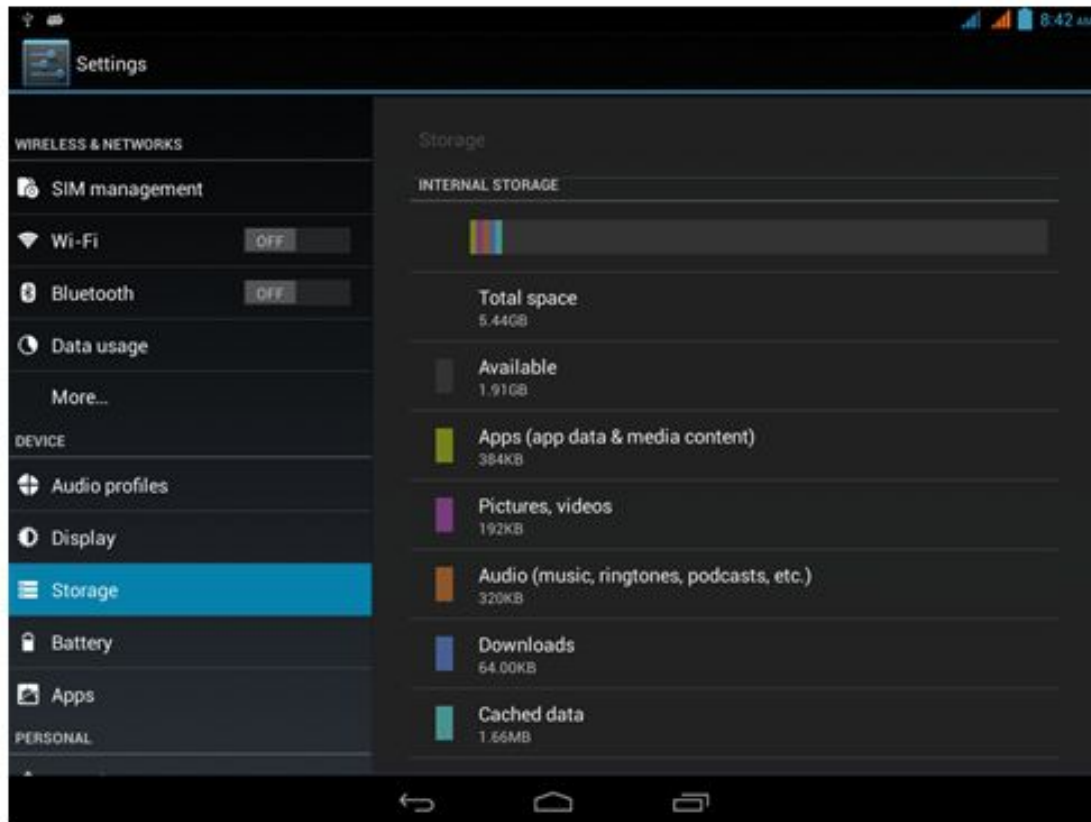 8:42 AM
Settings
WIRELESS & NETWORKS
SIM management
Wi-Fi OFF
Bluetooth OFF
Data usage
More...
DEVICE
Audio profiles
Display
Storage
Battery
Apps
PERSONAL
Storage
INTERNAL STORAGE
Total space
5.44GB
Available
1.91GB
Apps (app data & media content)
384KB
Pictures, videos
192KB
Audio (music, ringtones, podcasts, etc.)
320KB
Downloads
64.00KB
Cached data
1.66MB